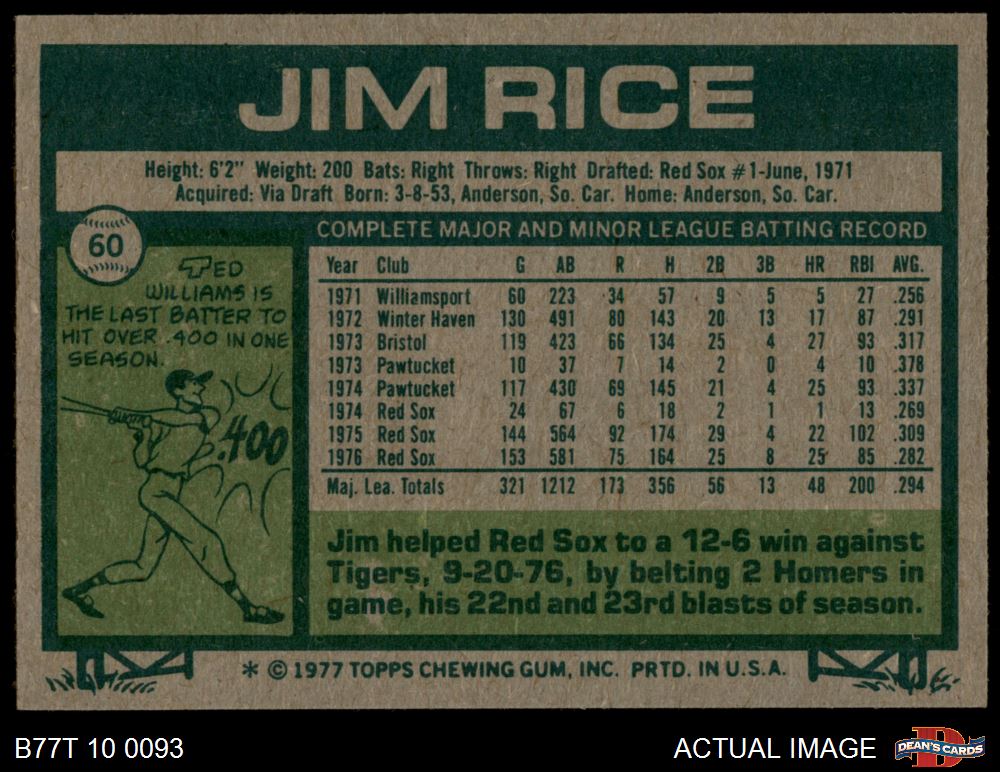 JIM RICE
Height: 6'2" Weight: 200 Bats: Right Throws: Right Drafted: Red Sox #1-June, 1971
Acquired: Via Draft Born: 3-8-53, Anderson, So. Car. Home: Anderson, So. Car.
60
TED
WILLIAMS IS
THE LAST BATTER TO
HIT OVER .400 IN ONE
SEASON.
.400
COMPLETE MAJOR AND MINOR LEAGUE BATTING RECORD
Year Club G AB R H 2B 3B HR RBI AVG.
1971 Williamsport 60 223 34 57 9 5 5 27 .256
1972 Winter Haven 130 491 80 143 20 13 17 87 .291
1973 Bristol 119 423 66 134 25 4 27 93 .317
1973 Pawtucket 10 37 7 14 2 0 4 10 .378
1974 Pawtucket 117 430 69 145 21 4 25 93 .337
1974 Red Sox 24 67 6 18 2 1 1 13 .269
1975 Red Sox 144 564 92 174 29 4 22 102 .309
1976 Red Sox 153 581 75 164 25 8 25 85 .282
Maj. Lea. Totals 321 1212 173 356 56 13 48 200 .294
Jim helped Red Sox to a 12-6 win against
Tigers, 9-20-76, by belting 2 Homers in
game, his 22nd and 23rd blasts of season.
* © 1977 TOPPS CHEWING GUM, INC. PRTD. IN U.S.A.
B77T 10 0093
ACTUAL IMAGE
D
DEAN'S CARDS